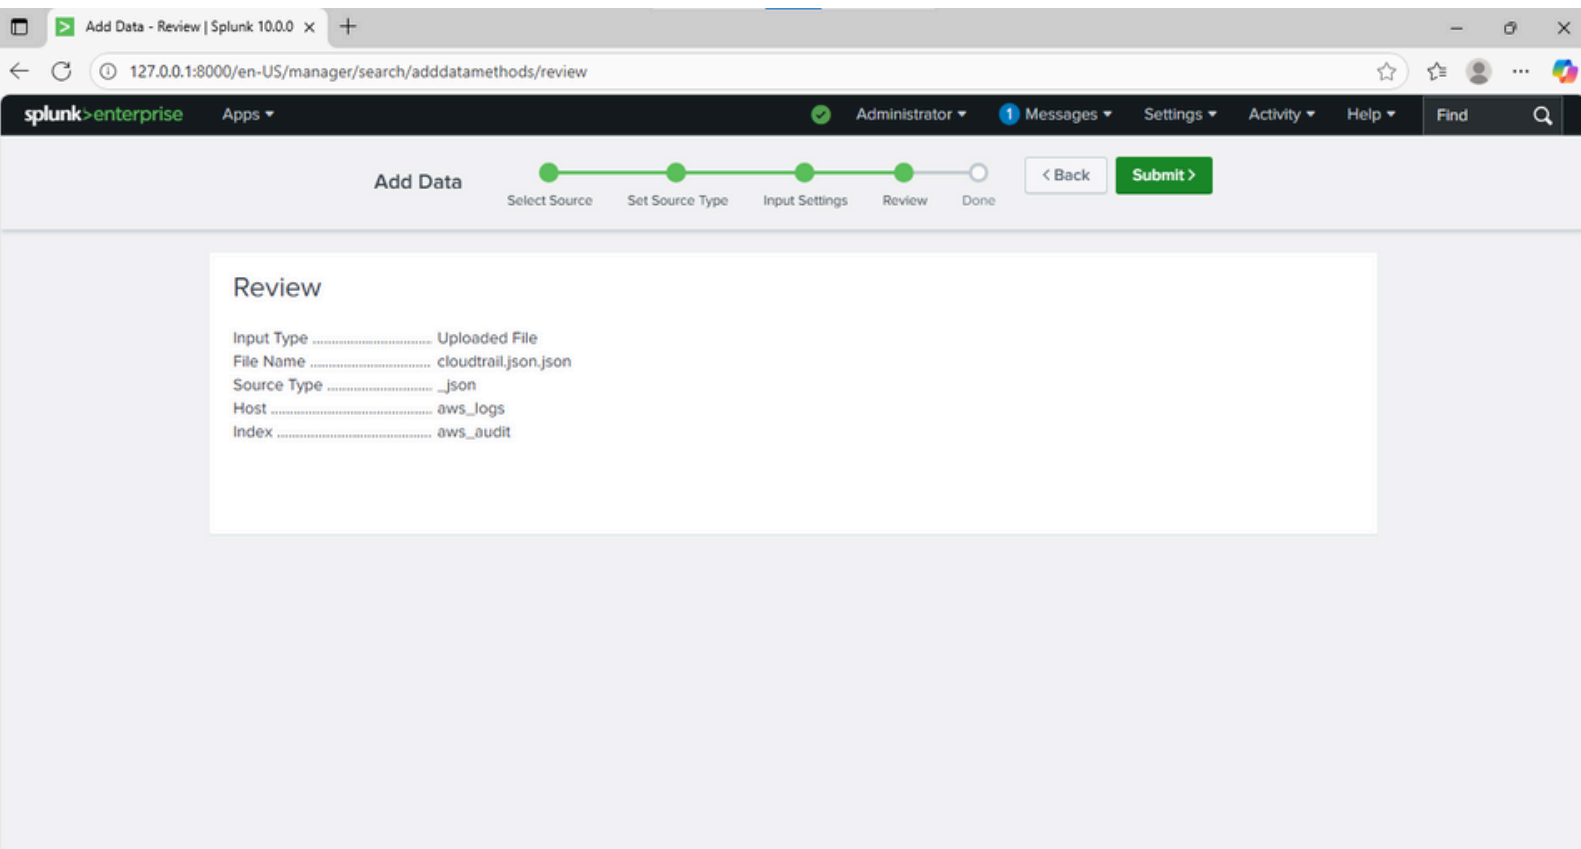 Add Data - Review | Splunk 10.0.0
127.0.0.1:8000/en-US/manager/search/adddatamethods/review
splunk>enterprise Apps Administrator 1 Messages Settings Activity Help Find
Add Data Select Source Set Source Type Input Settings Review Done < Back Submit >
Review
Input Type ........................................ Uploaded File
File Name ........................................ cloudtrail.json.json
Source Type ................................... _json
Host ...................................................... aws_logs
Index .................................................... aws_audit